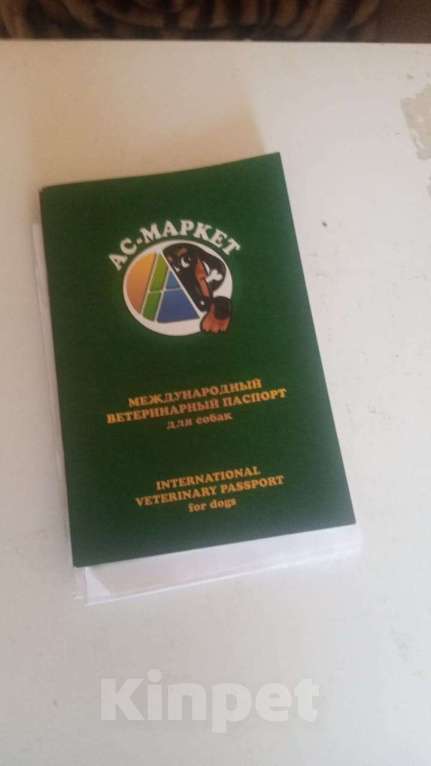 АС-МАРКЕТ
МЕЖДУНАРОДНЫЙ
ВЕТЕРИНАРНЫЙ ПАСПОРТ
для собак
INTERNATIONAL
VETERINARY PASSPORT
for dogs
Kinpet